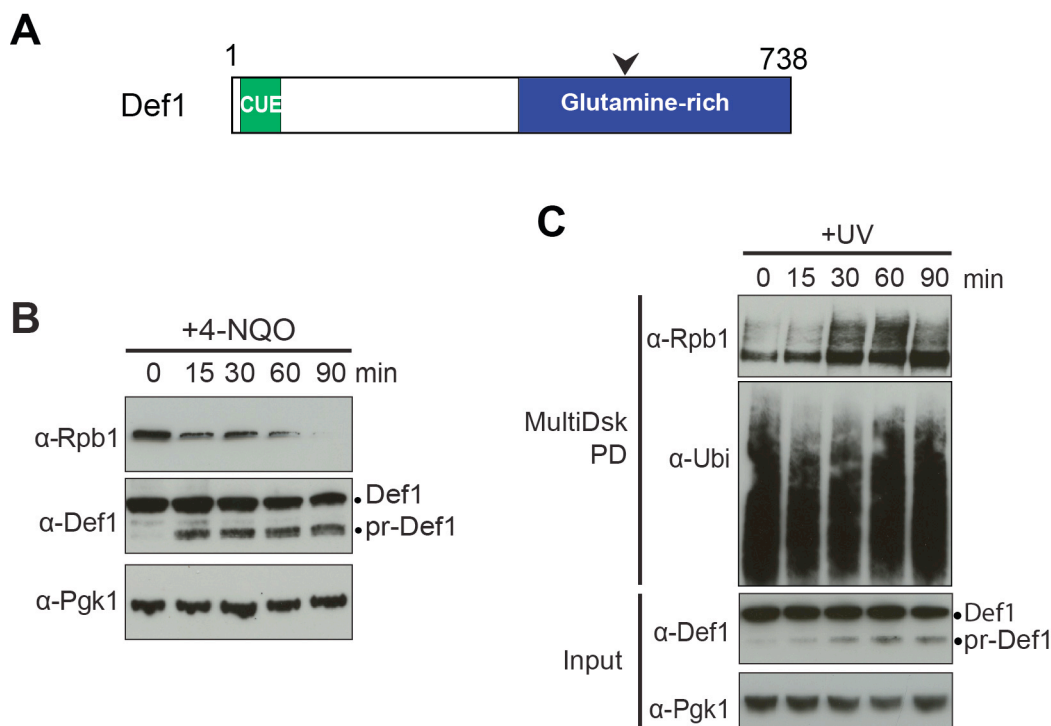 A
1 738
Def1 CUE Glutamine-rich
B
+4-NQO
0 15 30 60 90 min
α-Rpb1
α-Def1
•Def1
•pr-Def1
α-Pgk1
C
+UV
0 15 30 60 90 min
MultiDsk
PD
α-Rpb1
α-Ubi
Input
α-Def1
•Def1
•pr-Def1
α-Pgk1